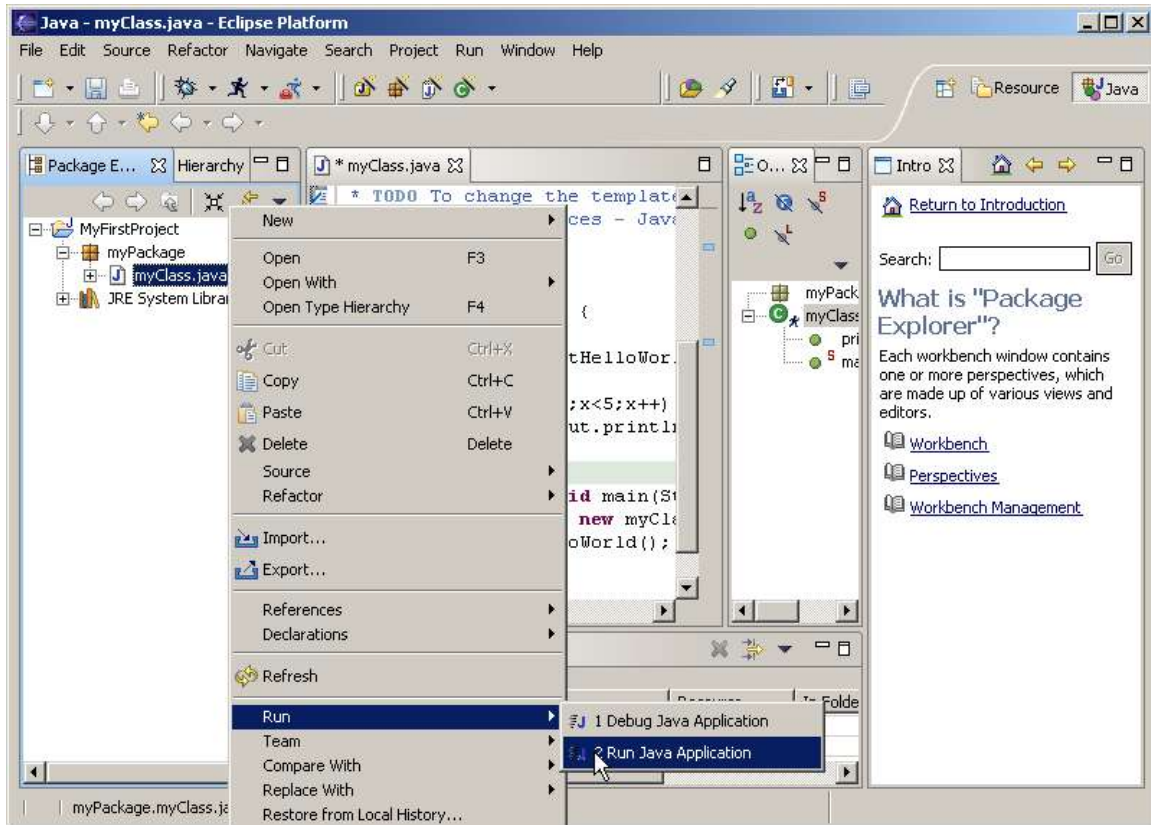 Java - myClass.java - Eclipse Platform
File Edit Source Refactor Navigate Search Project Run Window Help
Resource Java
Package E... Hierarchy
* myClass.java
O...
Intro
MyFirstProject
myPackage
myClass.java
JRE System Librar
New
Open F3
Open With
Open Type Hierarchy F4
Cut Ctrl+X
Copy Ctrl+C
Paste Ctrl+V
Delete Delete
Source
Refactor
Import...
Export...
References
Declarations
Refresh
Run
Team
Compare With
Replace With
Restore from Local History...
1 Debug Java Application
2 Run Java Application
* TODO To change the template
ces - Java
{
tHelloWor
;x<5;x++)
ut.printl
id main(St
new myCla
oWorld();
In Folde
myPack
myClass
pri
ma
Return to Introduction
Search: Go
What is "Package
Explorer"?
Each workbench window contains
one or more perspectives, which
are made up of various views and
editors.
Workbench
Perspectives
Workbench Management
myPackage.myClass.ja